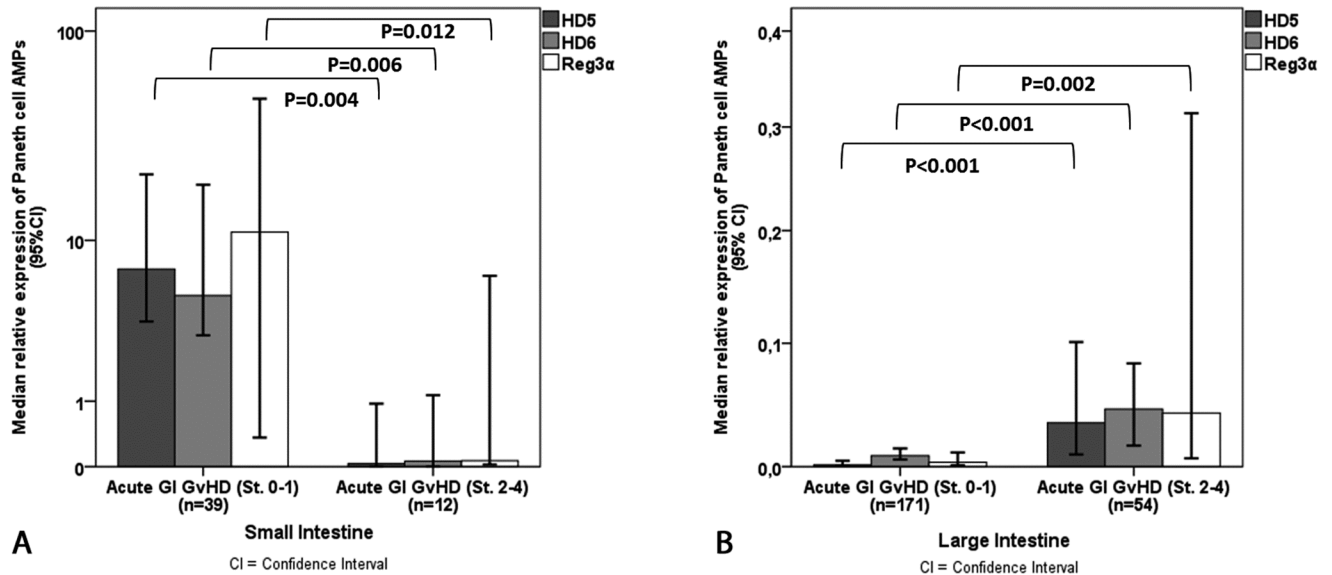 Median relative expression of Paneth cell AMPs
(95%CI)
100
10
1
0
P=0.012
P=0.006
P=0.004
HD5
HD6
Reg3α
Acute GI GvHD (St. 0-1)
(n=39)
Acute GI GvHD (St. 2-4)
(n=12)
Small Intestine
A
CI = Confidence Interval
Median relative expression of Paneth cell AMPs
(95% CI)
0,4
0,3
0,2
0,1
0,0
P=0.002
P<0.001
P<0.001
HD5
HD6
Reg3α
Acute GI GvHD (St. 0-1)
(n=171)
Acute GI GvHD (St. 2-4)
(n=54)
Large Intestine
B
CI = Confidence Interval